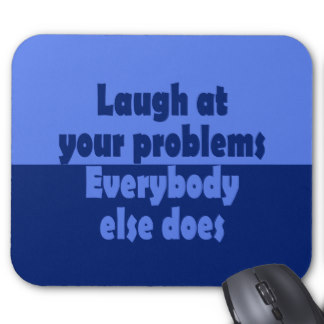 Laugh at
your problems
Everybody
else does